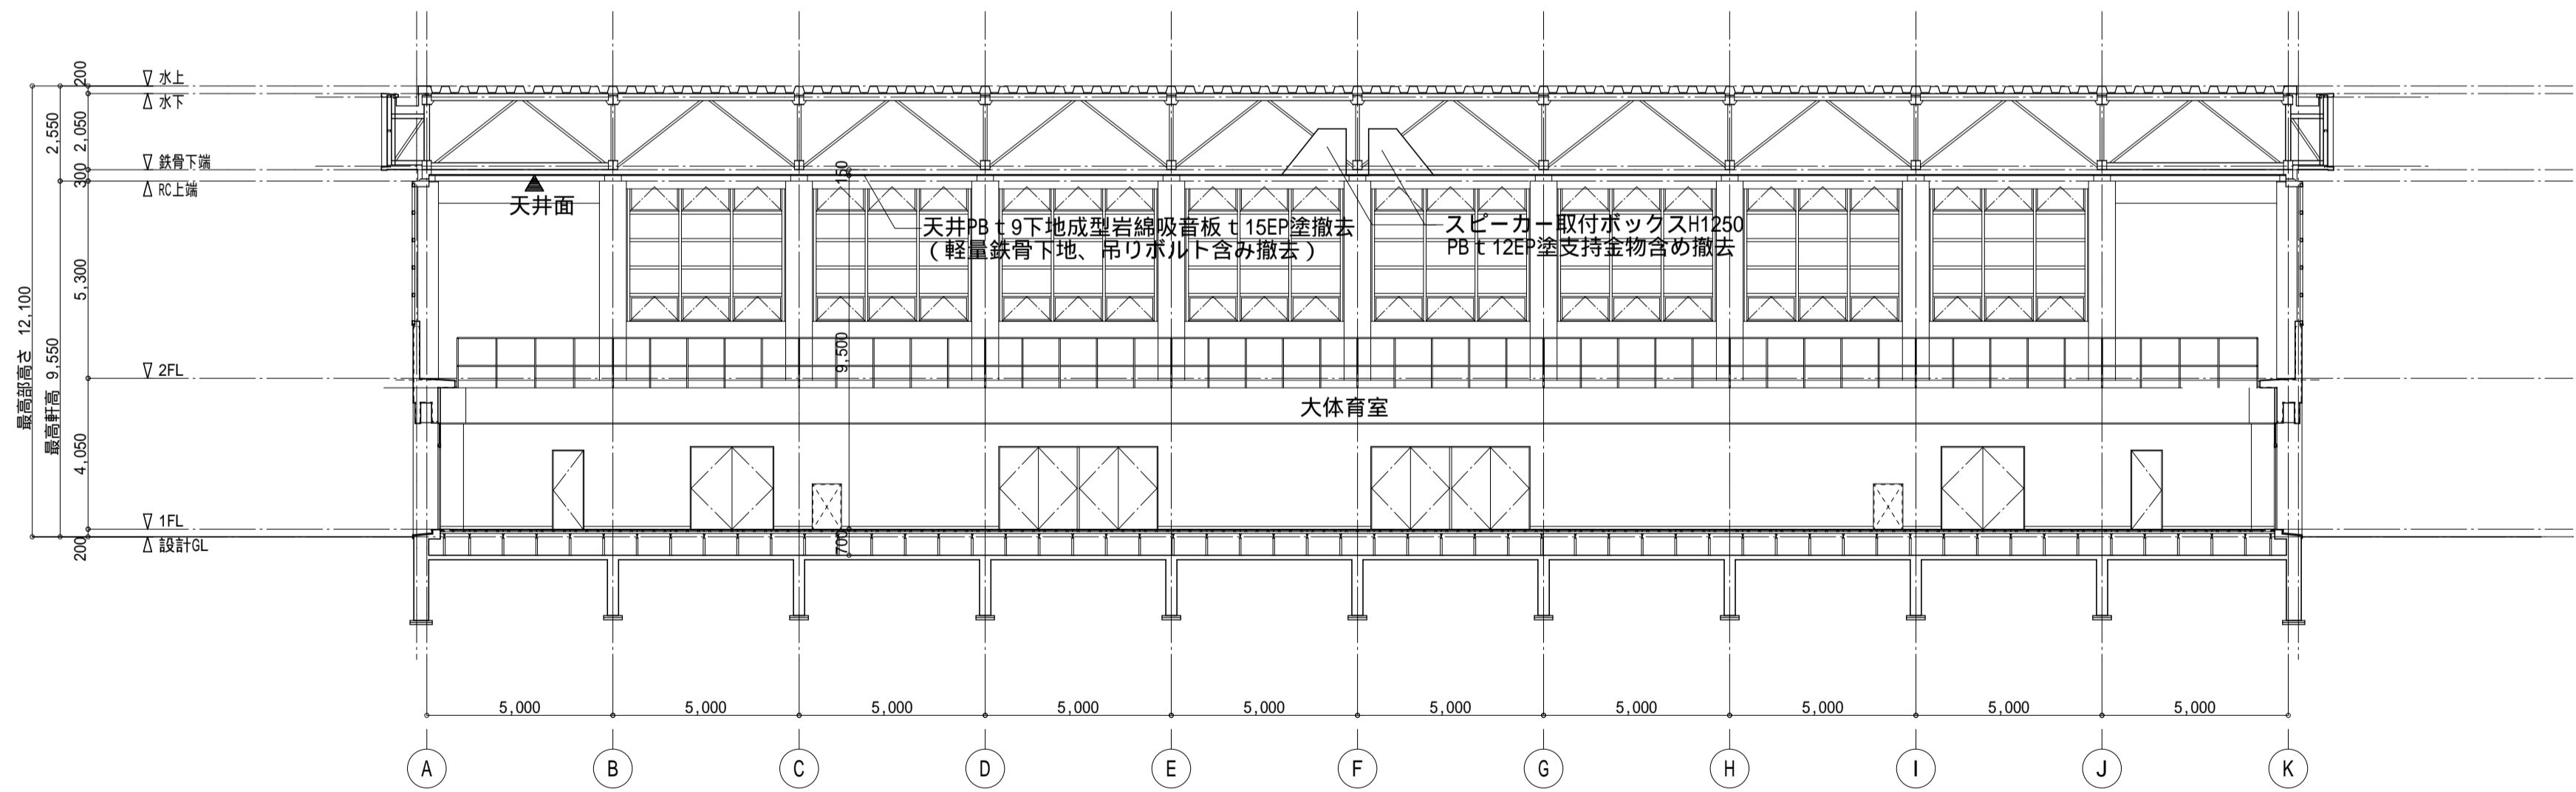 200
▽ 水上
△ 水下
2,550
2,050
▽ 鉄骨下端
300
△ RC上端
150
天井面
天井PBｔ9下地成型岩綿吸音板ｔ15EP塗撤去
（軽量鉄骨下地、吊りボルト含み撤去）
スピーカー取付ボックスH1250
PBｔ12EP塗支持金物含め撤去
5,300
最高部高さ 12,100
最高軒高 9,550
9,500
▽ 2FL
大体育室
4,050
▽ 1FL
200
△ 設計GL
700
5,000 5,000 5,000 5,000 5,000 5,000 5,000 5,000 5,000 5,000
A B C D E F G H I J K